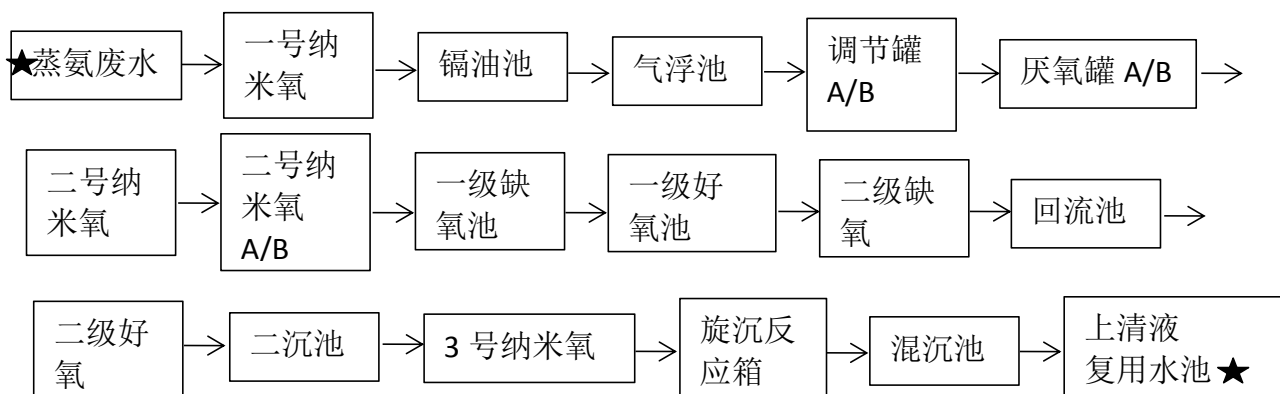 ★蒸氨废水
一号纳
米氧
镉油池
气浮池
调节罐
A/B
厌氧罐 A/B
二号纳
米氧
二号纳
米氧
A/B
一级缺
氧池
一级好
氧池
二级缺
氧
回流池
二级好
氧
二沉池
3 号纳米氧
旋沉反
应箱
混沉池
上清液
复用水池★